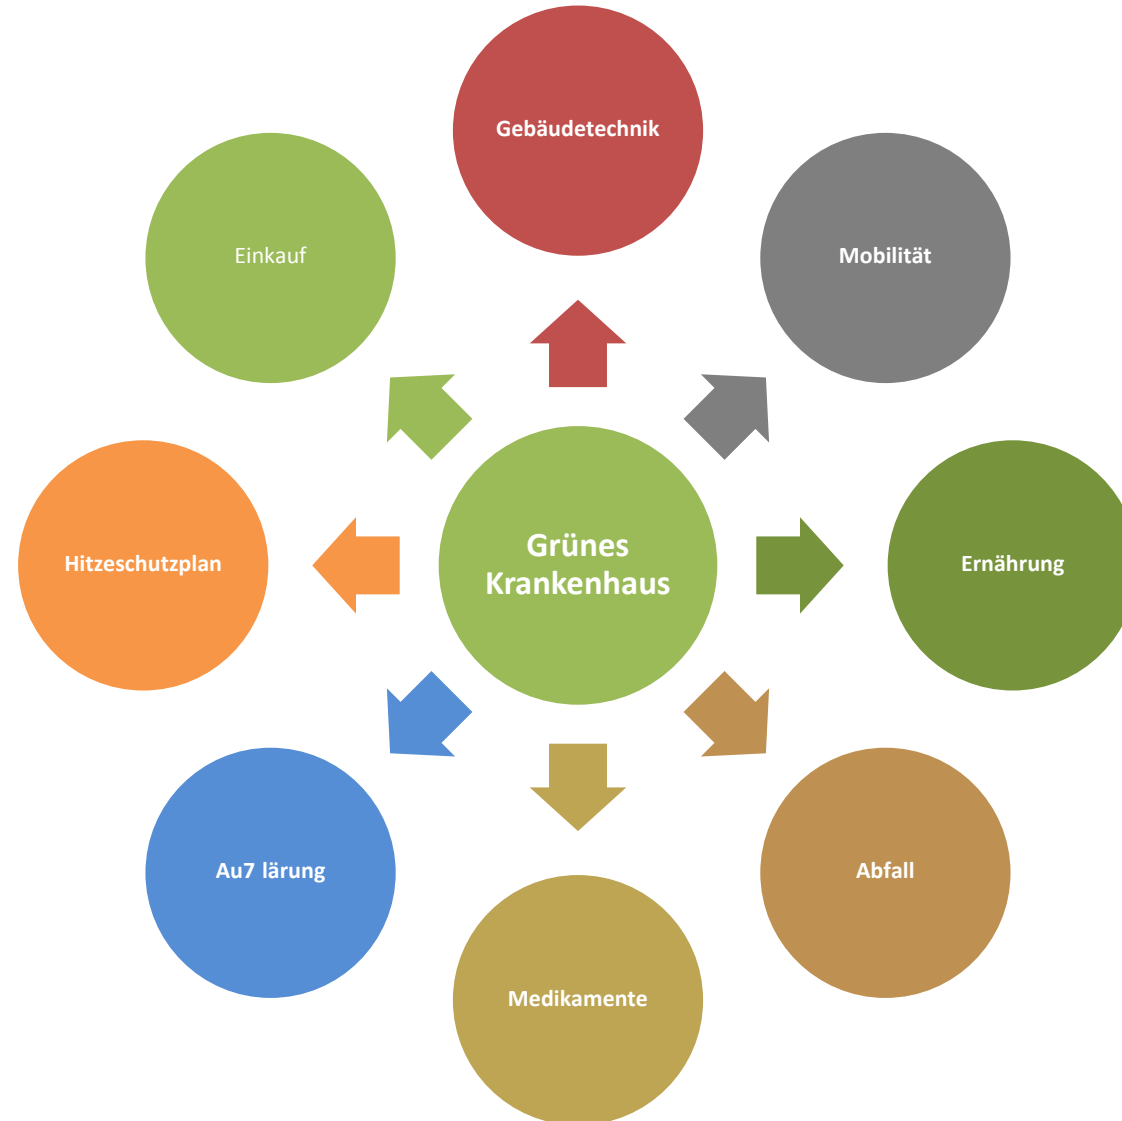 Gebäudetechnik
Einkauf
Mobilität
Grünes
Krankenhaus
Hitzeschutzplan
Ernährung
Au7 lärung
Abfall
Medikamente